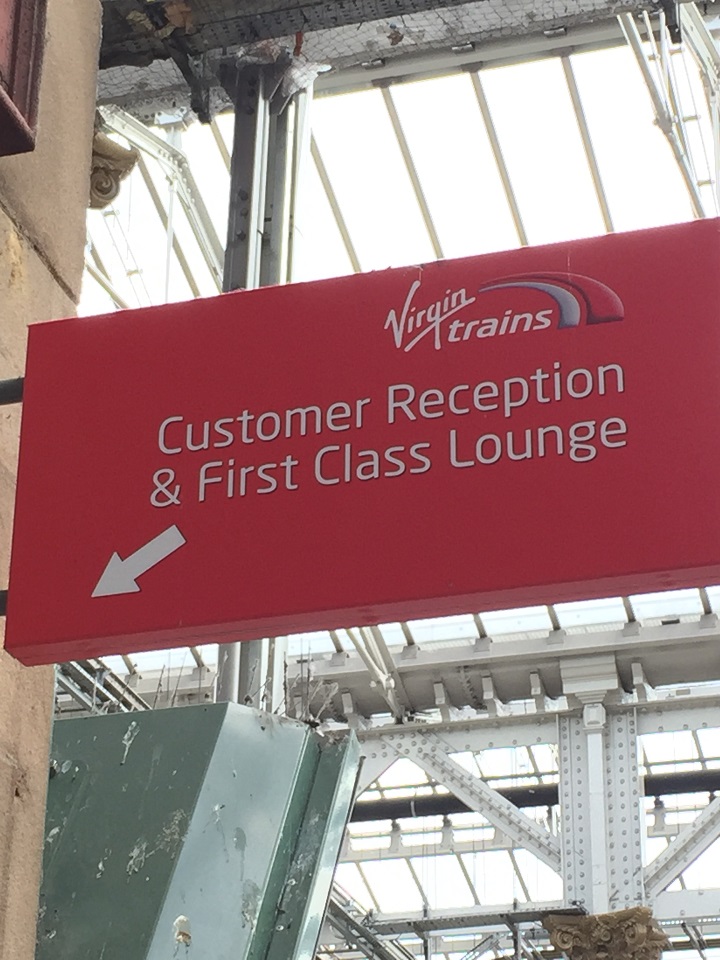 Virgin
trains
Customer Reception
& First Class Lounge